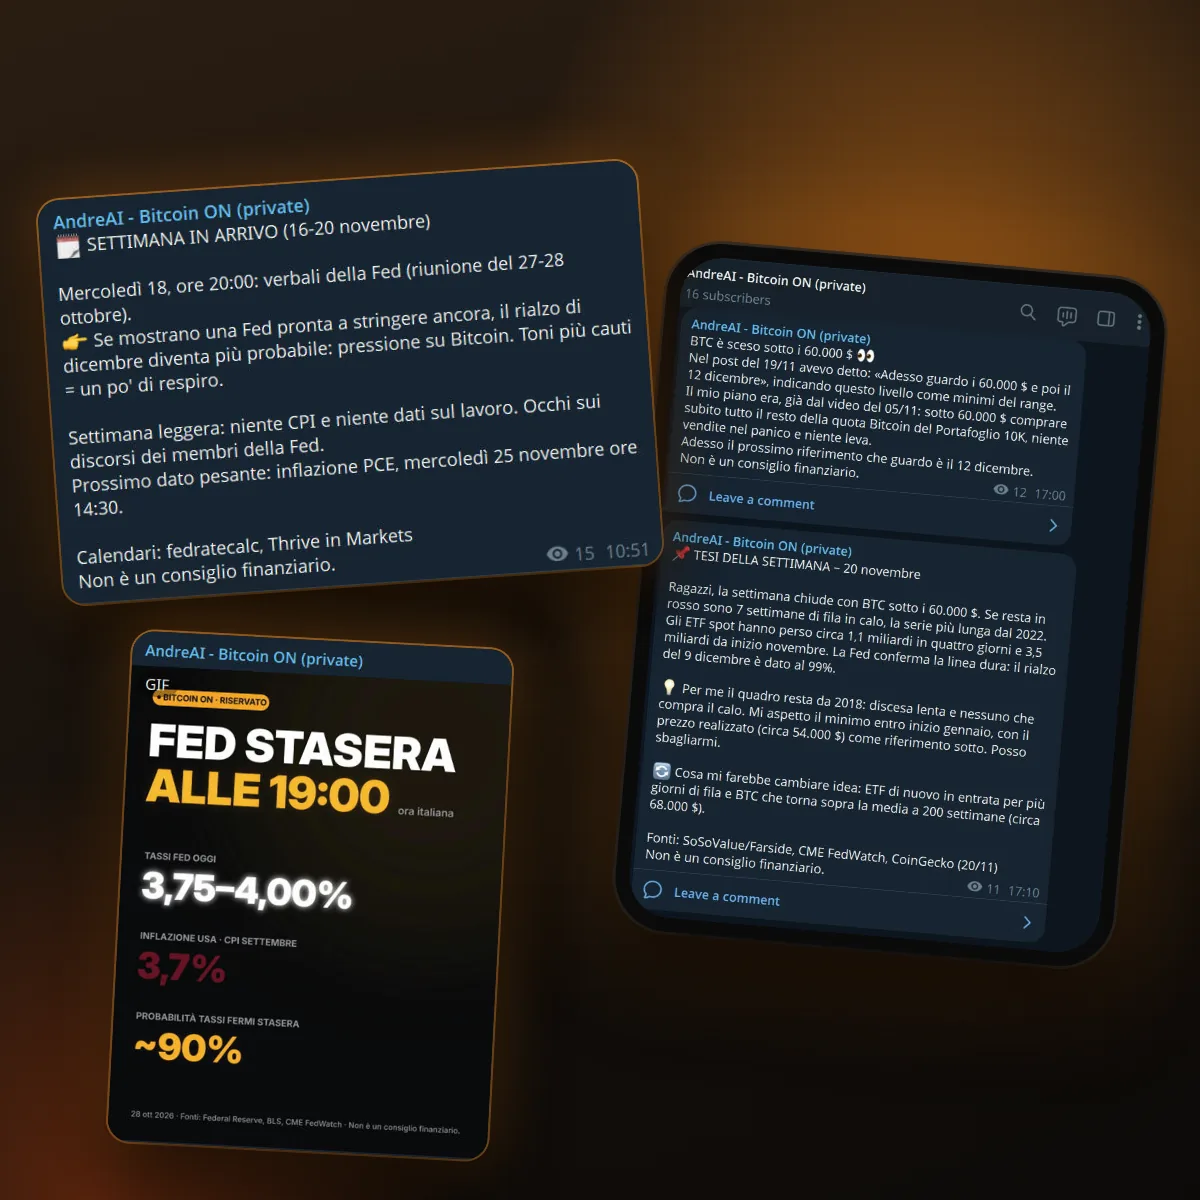 AndreAI - Bitcoin ON (private)
🗓️ SETTIMANA IN ARRIVO (16-20 novembre)
Mercoledì 18, ore 20:00: verbali della Fed (riunione del 27-28
ottobre).
👉 Se mostrano una Fed pronta a stringere ancora, il rialzo di
dicembre diventa più probabile: pressione su Bitcoin. Toni più cauti
= un po' di respiro.
Settimana leggera: niente CPI e niente dati sul lavoro. Occhi sui
discorsi dei membri della Fed.
Prossimo dato pesante: inflazione PCE, mercoledì 25 novembre ore
14:30.
Calendari: fedratecalc, Thrive in Markets
Non è un consiglio finanziario.
15 10:51
AndreAI - Bitcoin ON (private)
16 subscribers
AndreAI - Bitcoin ON (private)
BTC è sceso sotto i 60.000 $ 👀
Nel post del 19/11 avevo detto: «Adesso guardo i 60.000 $ e poi il
12 dicembre», indicando questo livello come minimi del range.
Il mio piano era, già dal video del 05/11: sotto 60.000 $ comprare
subito tutto il resto della quota Bitcoin del Portafoglio 10K, niente
vendite nel panico e niente leva.
Adesso il prossimo riferimento che guardo è il 12 dicembre.
Non è un consiglio finanziario.
12 17:00
Leave a comment
AndreAI - Bitcoin ON (private)
📌 TESI DELLA SETTIMANA – 20 novembre
Ragazzi, la settimana chiude con BTC sotto i 60.000 $. Se resta in
rosso sono 7 settimane di fila in calo, la serie più lunga dal 2022.
Gli ETF spot hanno perso circa 1,1 miliardi in quattro giorni e 3,5
miliardi da inizio novembre. La Fed conferma la linea dura: il rialzo
del 9 dicembre è dato al 99%.
💡 Per me il quadro resta da 2018: discesa lenta e nessuno che
compra il calo. Mi aspetto il minimo entro inizio gennaio, con il
prezzo realizzato (circa 54.000 $) come riferimento sotto. Posso
sbagliarmi.
🔄 Cosa mi farebbe cambiare idea: ETF di nuovo in entrata per più
giorni di fila e BTC che torna sopra la media a 200 settimane (circa
68.000 $).
Fonti: SoSoValue/Farside, CME FedWatch, CoinGecko (20/11)
Non è un consiglio finanziario.
11 17:10
Leave a comment
AndreAI - Bitcoin ON (private)
GIF
• BITCOIN ON · RISERVATO
FED STASERA
ALLE 19:00 ora italiana
TASSI FED OGGI
3,75–4,00%
INFLAZIONE USA · CPI SETTEMBRE
3,7%
PROBABILITÀ TASSI FERMI STASERA
~90%
28 ott 2026 · Fonti: Federal Reserve, BLS, CME FedWatch · Non è un consiglio finanziario.